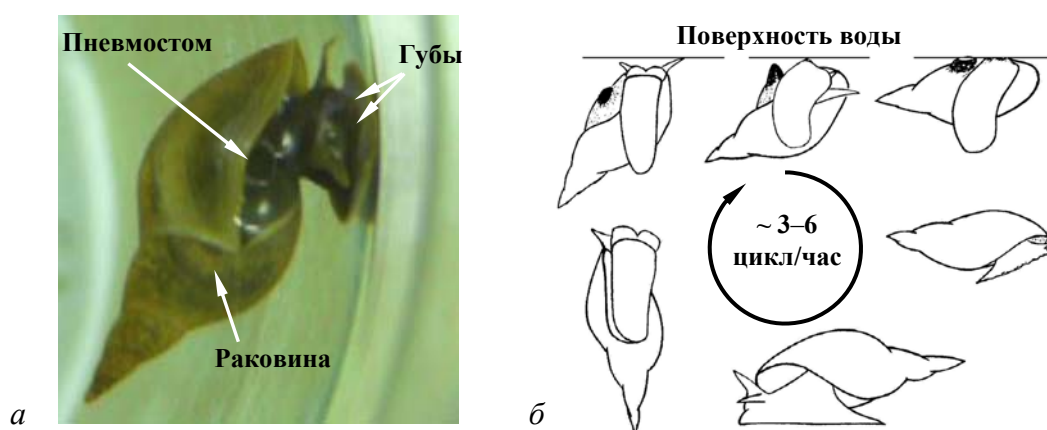 Пневмостом
Губы
Раковина
а
Поверхность воды
~ 3–6
цикл/час
б